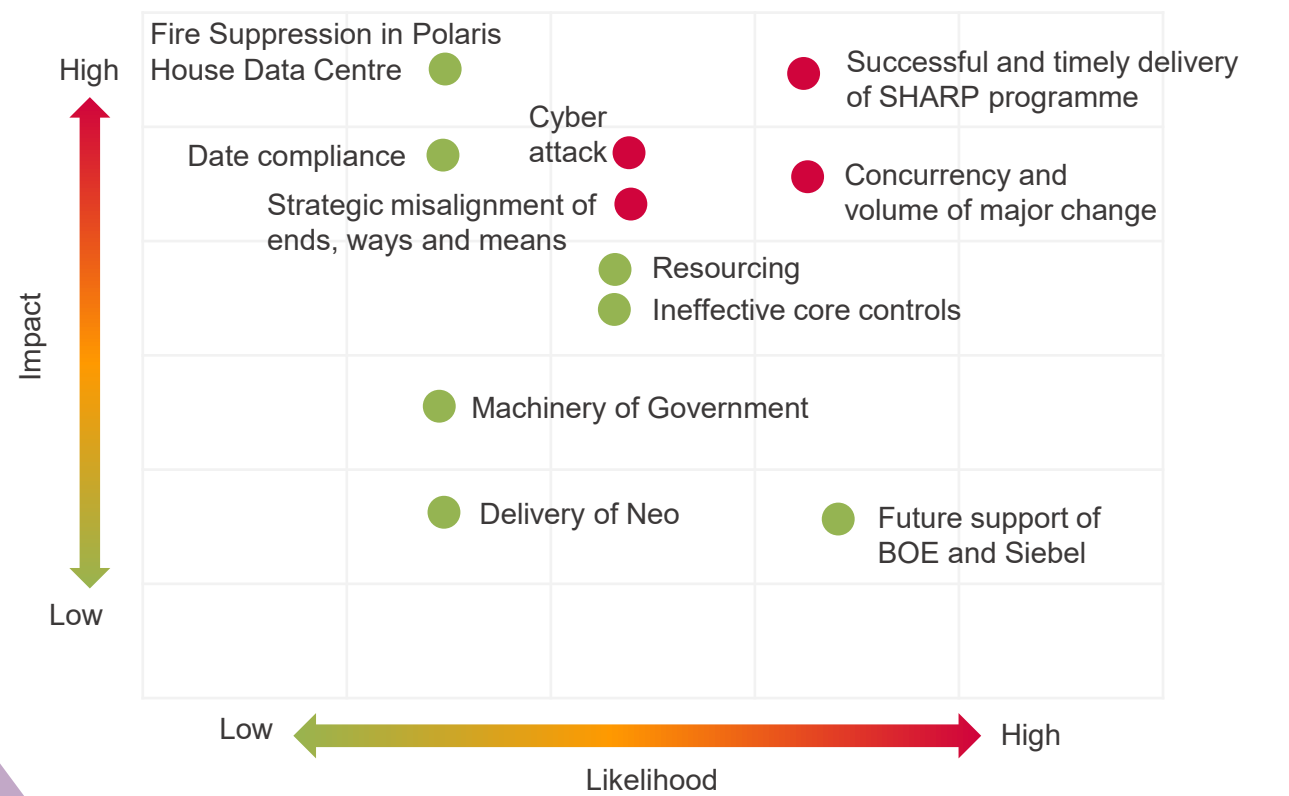 Fire Suppression in Polaris
House Data Centre
High
Successful and timely delivery
of SHARP programme
Cyber
attack
Date compliance
Concurrency and
volume of major change
Strategic misalignment of
ends, ways and means
Resourcing
Ineffective core controls
Impact
Machinery of Government
Delivery of Neo
Future support of
BOE and Siebel
Low
Low
High
Likelihood